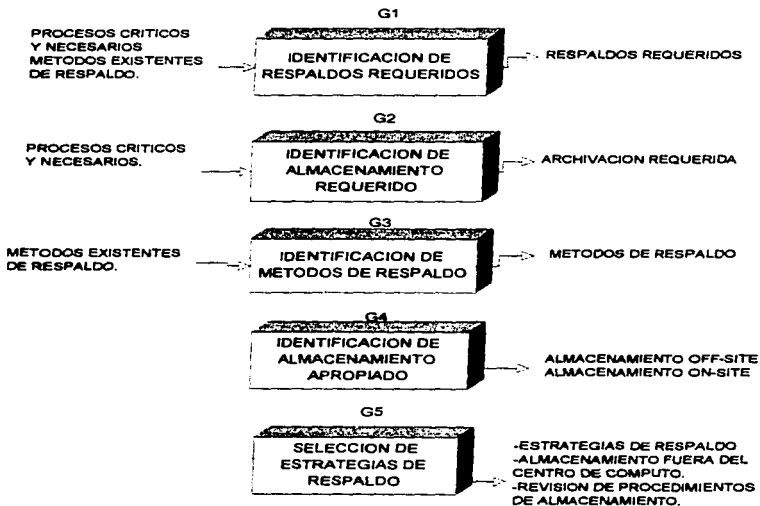 G1
PROCESOS CRITICOS
Y NECESARIOS
METODOS EXISTENTES
DE RESPALDO.
IDENTIFICACION DE
RESPALDOS REQUERIDOS
RESPALDOS REQUERIDOS
G2
PROCESOS CRITICOS
Y NECESARIOS.
IDENTIFICACION DE
ALMACENAMIENTO
REQUERIDO
ARCHIVACION REQUERIDA
G3
METODOS EXISTENTES
DE RESPALDO.
IDENTIFICACION DE
METODOS DE RESPALDO
METODOS DE RESPALDO
G4
IDENTIFICACION DE
ALMACENAMIENTO
APROPIADO
ALMACENAMIENTO OFF-SITE
ALMACENAMIENTO ON-SITE
G5
SELECCION DE
ESTRATEGIAS DE
RESPALDO
-ESTRATEGIAS DE RESPALDO
-ALMACENAMIENTO FUERA DEL
CENTRO DE COMPUTO.
-REVISION DE PROCEDIMIENTOS
DE ALMACENAMIENTO.